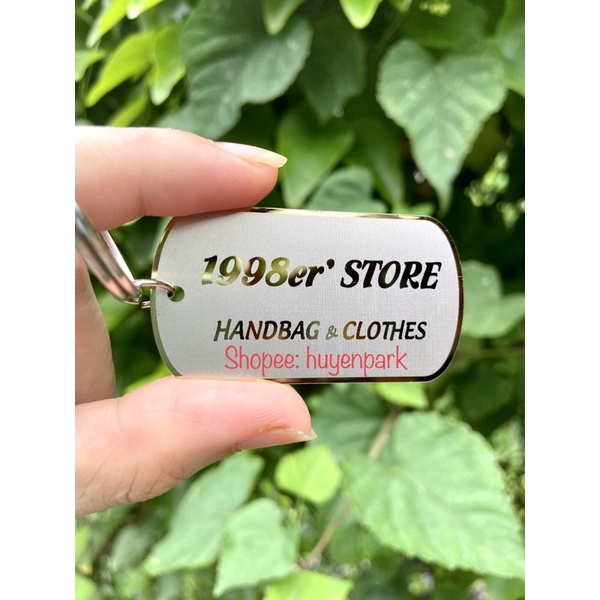 1998er' STORE
HANDBAG & CLOTHES
Shopee: huyenpark